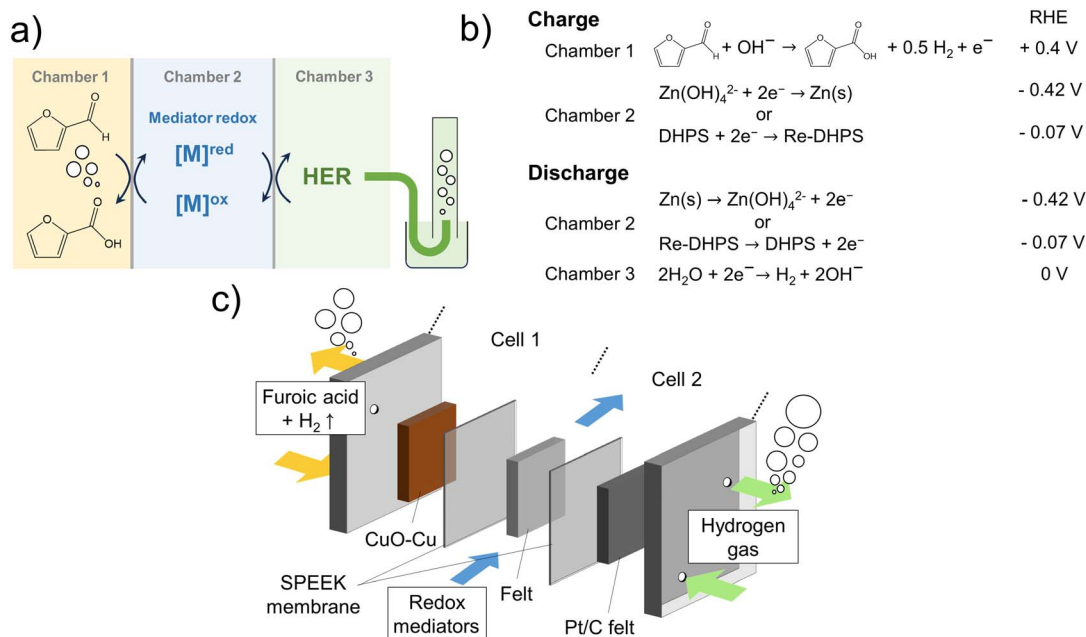 a)
Chamber 1
Chamber 2
Chamber 3
O
H
O
Mediator redox
[M]red
[M]ox
HER
O
OH
O
b)
Charge
RHE
Chamber 1
O
O
H
+ OH⁻ →
O
O
OH
+ 0.5 H₂ + e⁻
+ 0.4 V
Zn(OH)₄²⁻ + 2e⁻ → Zn(s)
- 0.42 V
Chamber 2
or
DHPS + 2e⁻ → Re-DHPS
- 0.07 V
Discharge
Zn(s) → Zn(OH)₄²⁻ + 2e⁻
- 0.42 V
Chamber 2
or
Re-DHPS → DHPS + 2e⁻
- 0.07 V
Chamber 3
2H₂O + 2e⁻ → H₂ + 2OH⁻
0 V
c)
Cell 1
Cell 2
Furoic acid
+ H₂ ↑
CuO-Cu
SPEEK
membrane
Redox
mediators
Felt
Pt/C felt
Hydrogen
gas